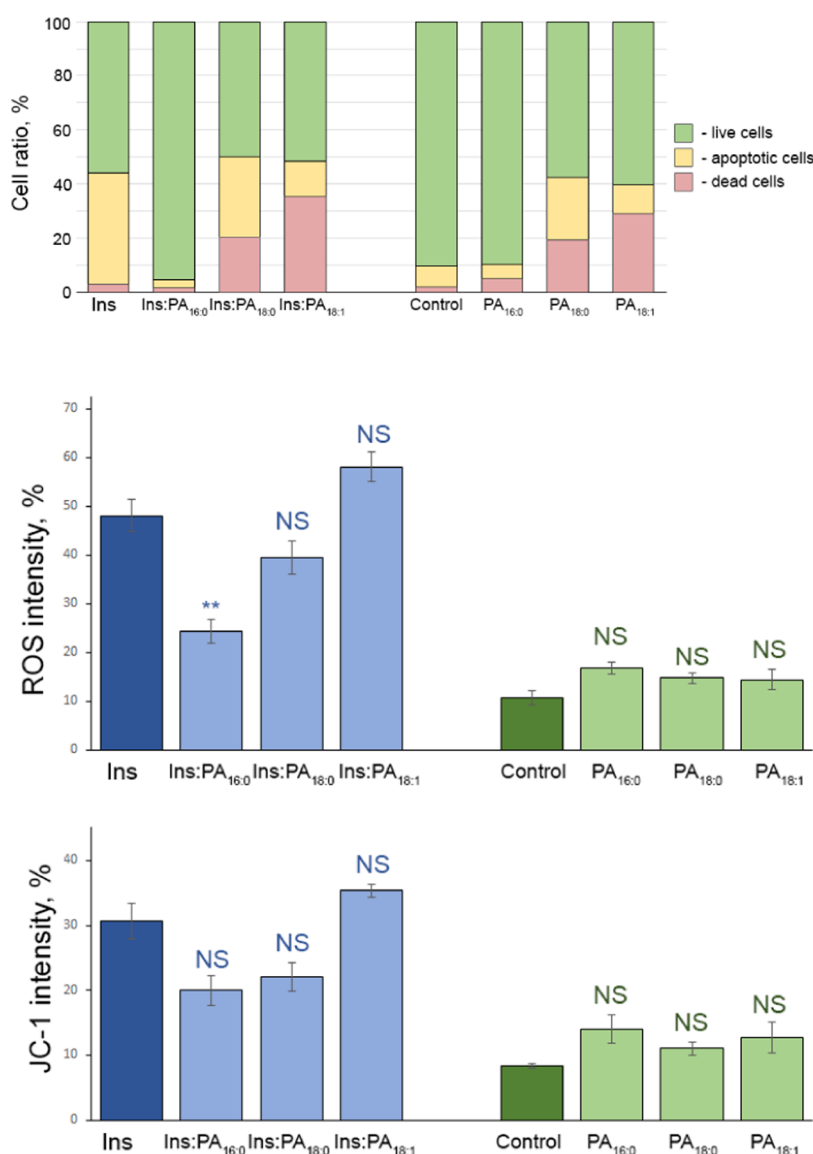 Cell ratio, %
100
80
60
40
20
0
Ins Ins:PA16:0 Ins:PA18:0 Ins:PA18:1 Control PA16:0 PA18:0 PA18:1
- live cells
- apoptotic cells
- dead cells
ROS intensity, %
70
60
50
40
30
20
10
0
** NS NS NS NS NS
Ins Ins:PA16:0 Ins:PA18:0 Ins:PA18:1 Control PA16:0 PA18:0 PA18:1
JC-1 intensity, %
40
30
20
10
0
NS NS NS NS NS NS
Ins Ins:PA16:0 Ins:PA18:0 Ins:PA18:1 Control PA16:0 PA18:0 PA18:1